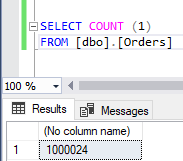 SELECT COUNT (1)
FROM [dbo].[Orders]
100 %
Results Messages
(No column name)
1 1000024